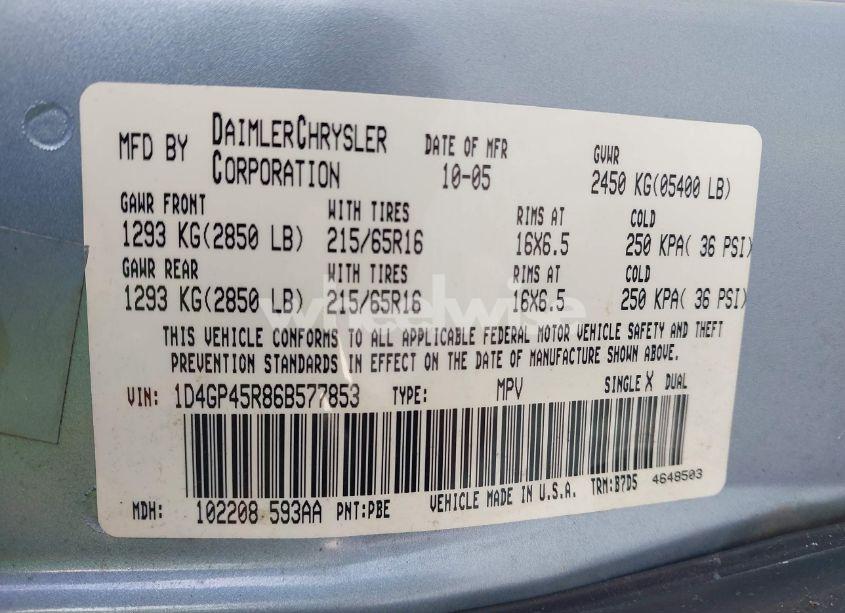 MFD BY DAIMLERCHRYSLER CORPORATION DATE OF MFR 10-05 GVWR 2450 KG(05400 LB)
GAWR FRONT WITH TIRES RIMS AT COLD
1293 KG(2850 LB) 215/65R16 16X6.5 250 KPA( 36 PSI)
GAWR REAR WITH TIRES RIMS AT COLD
1293 KG(2850 LB) 215/65R16 16X6.5 250 KPA( 36 PSI)
wheelwise
THIS VEHICLE CONFORMS TO ALL APPLICABLE FEDERAL MOTOR VEHICLE SAFETY AND THEFT
PREVENTION STANDARDS IN EFFECT ON THE DATE OF MANUFACTURE SHOWN ABOVE.
VIN: 1D4GP45R86B577853 TYPE: MPV SINGLE X DUAL
MDH: 102208 593AA PNT:PBE VEHICLE MADE IN U.S.A. TRM:B7D5 4648503